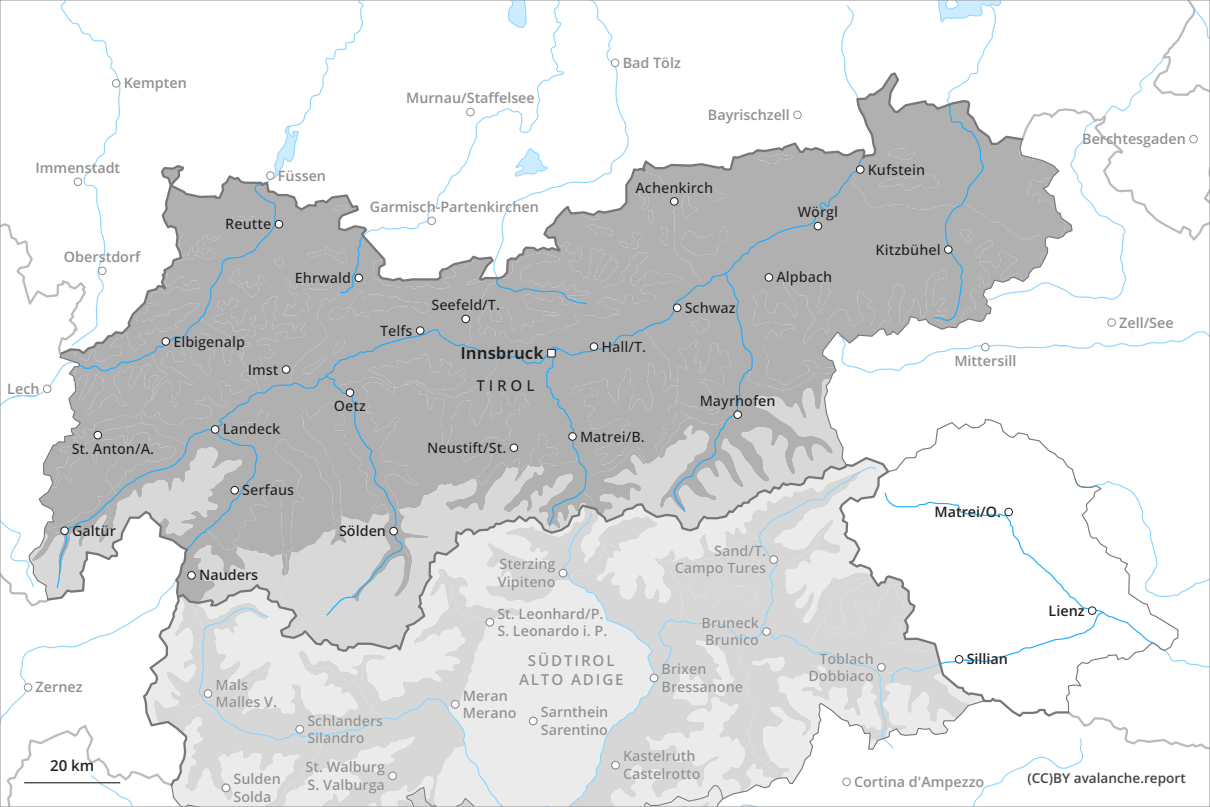 Bad Tölz
Kempten
Murnau/Staffelsee
Bayrischzell
Berchtesgaden
Immenstadt
Füssen
Kufstein
Achenkirch
Garmisch-Partenkirchen
Wörgl
Reutte
Kitzbühel
Oberstdorf
Ehrwald
Alpbach
Seefeld/T.
Schwaz
Zell/See
Telfs
Elbigenalp
Innsbruck
Hall/T.
Mittersill
Imst
TIROL
Lech
Oetz
Mayrhofen
Landeck
Matrei/B.
St. Anton/A.
Neustift/St.
Serfaus
Matrei/O.
Galtür
Sölden
Sand/T.
Campo Tures
Sterzing
Vipiteno
Nauders
Lienz
St. Leonhard/P.
S. Leonardo i. P.
Bruneck
Brunico
Sillian
SÜDTIROL
ALTO ADIGE
Toblach
Dobbiaco
Brixen
Bressanone
Zernez
Mals
Malles V.
Meran
Merano
Sarnthein
Sarentino
Schlanders
Silandro
Kastelruth
Castelrotto
St. Walburg
S. Valburga
20 km
Sulden
Solda
Cortina d'Ampezzo
(CC)BY avalanche.report